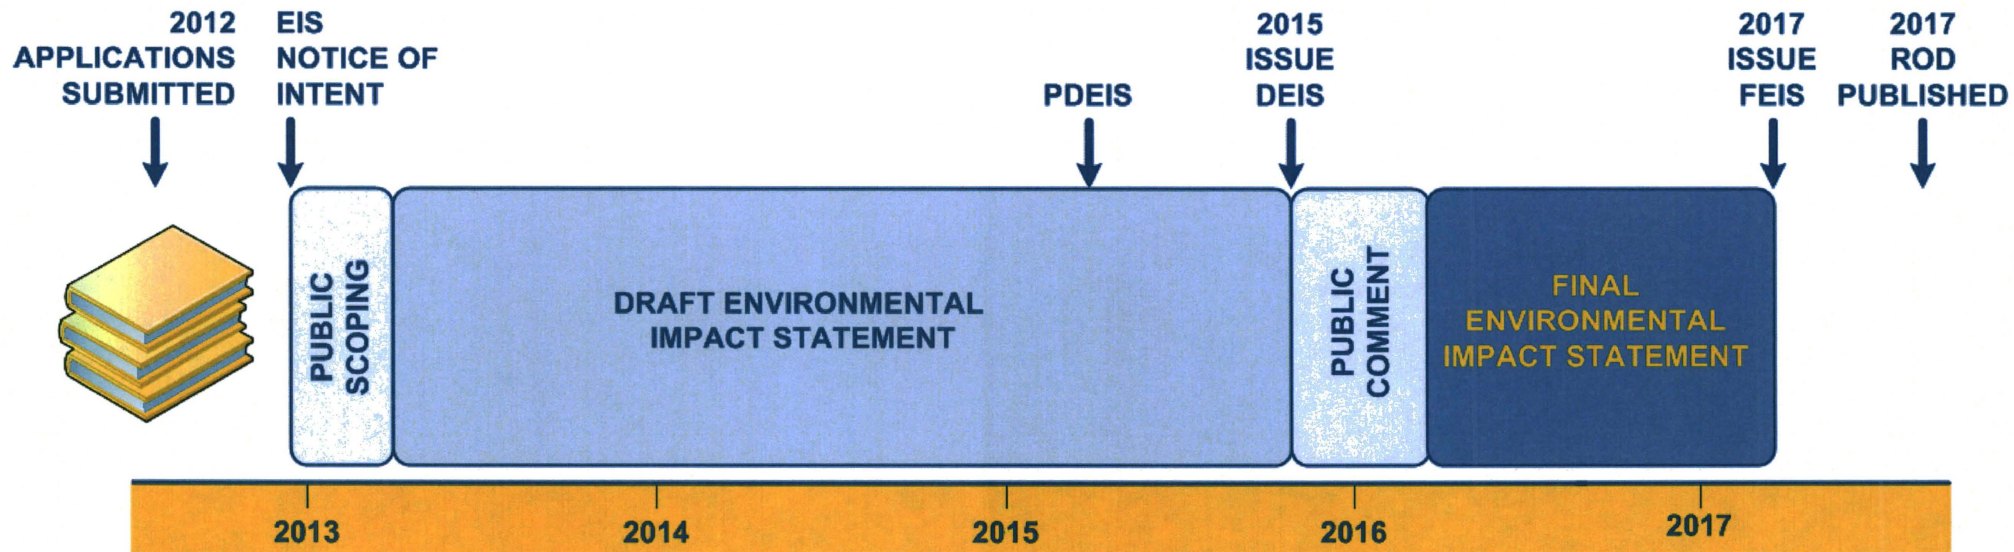 2012
APPLICATIONS
SUBMITTED
EIS
NOTICE OF
INTENT
PDEIS
2015
ISSUE
DEIS
2017
ISSUE
FEIS
2017
ROD
PUBLISHED
PUBLIC
SCOPING
DRAFT ENVIRONMENTAL
IMPACT STATEMENT
PUBLIC
COMMENT
FINAL
ENVIRONMENTAL
IMPACT STATEMENT
2013
2014
2015
2016
2017